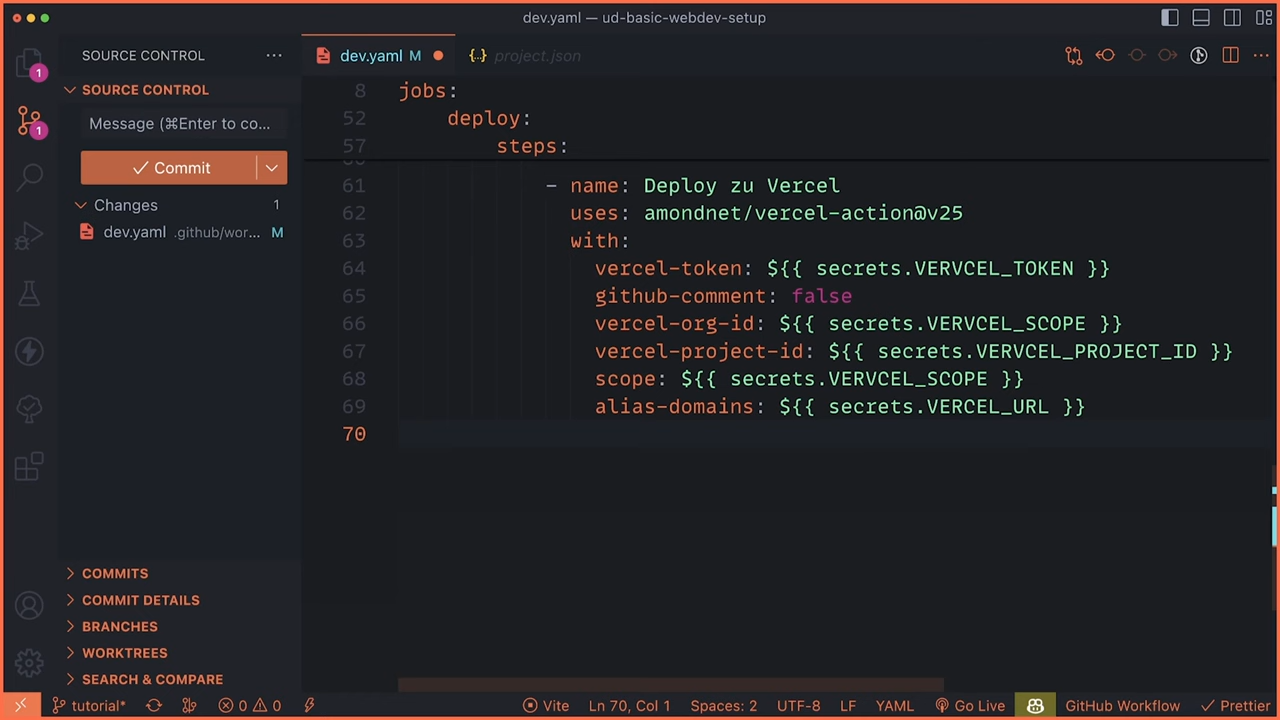 dev.yaml — ud-basic-webdev-setup
SOURCE CONTROL ···
SOURCE CONTROL
Message (⌘Enter to co...
Commit
Changes 1
dev.yaml .github/wor... M
COMMITS
COMMIT DETAILS
BRANCHES
WORKTREES
SEARCH & COMPARE
1
1
dev.yaml M
{..} project.json
8 jobs:
52 deploy:
57 steps:
61 - name: Deploy zu Vercel
62 uses: amondnet/vercel-action@v25
63 with:
64 vercel-token: ${{ secrets.VERVCEL_TOKEN }}
65 github-comment: false
66 vercel-org-id: ${{ secrets.VERVCEL_SCOPE }}
67 vercel-project-id: ${{ secrets.VERVCEL_PROJECT_ID }}
68 scope: ${{ secrets.VERVCEL_SCOPE }}
69 alias-domains: ${{ secrets.VERCEL_URL }}
70
tutorial* 0 0 Vite Ln 70, Col 1 Spaces: 2 UTF-8 LF YAML Go Live GitHub Workflow Prettier